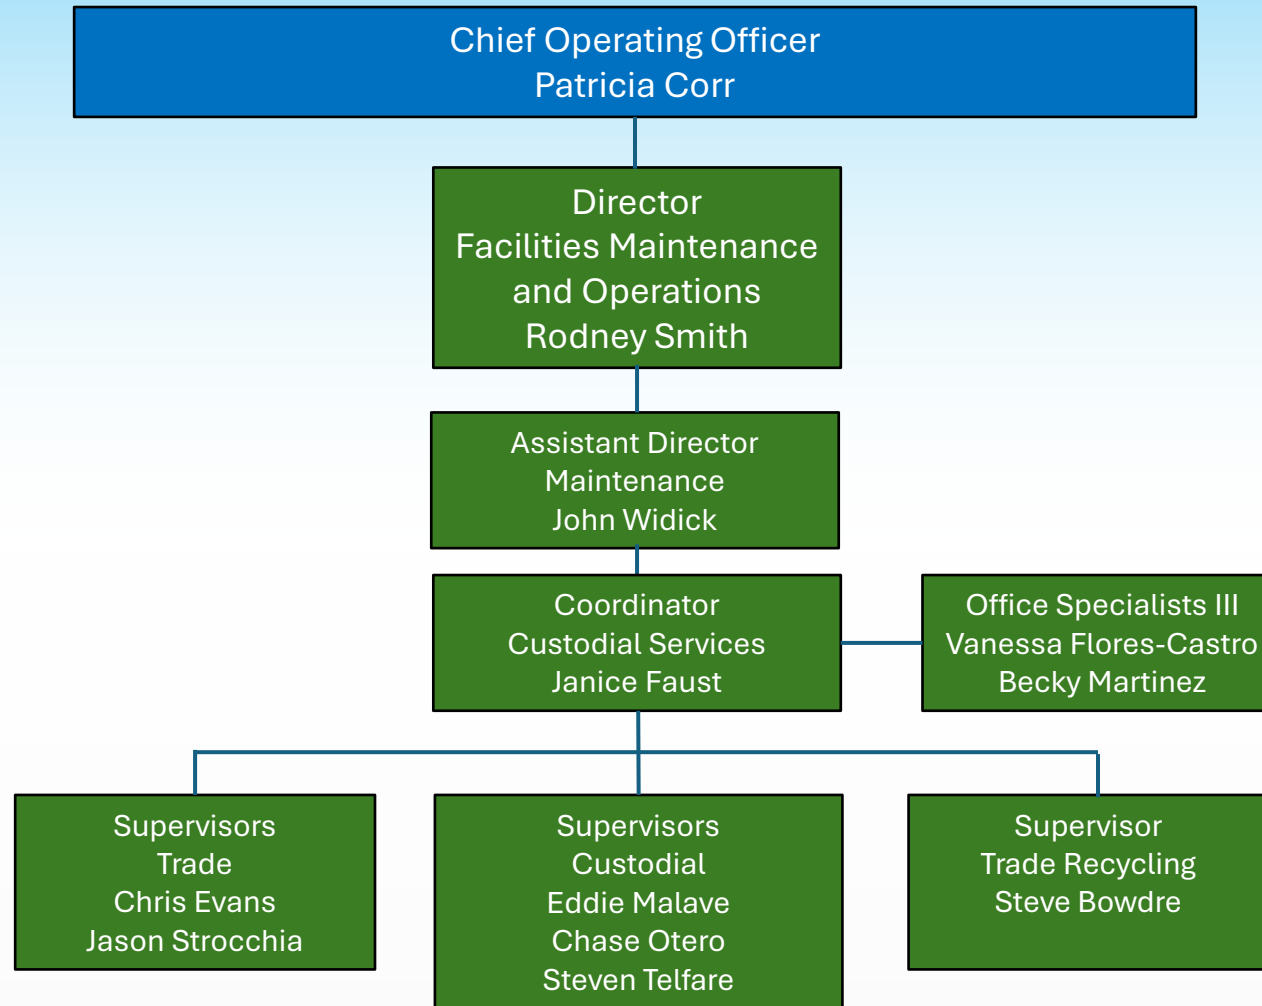 Chief Operating Officer
Patricia Corr
Director
Facilities Maintenance
and Operations
Rodney Smith
Assistant Director
Maintenance
John Widick
Coordinator
Custodial Services
Janice Faust
Office Specialists III
Vanessa Flores-Castro
Becky Martinez
Supervisors
Trade
Chris Evans
Jason Strocchia
Supervisors
Custodial
Eddie Malave
Chase Otero
Steven Telfare
Supervisor
Trade Recycling
Steve Bowdre